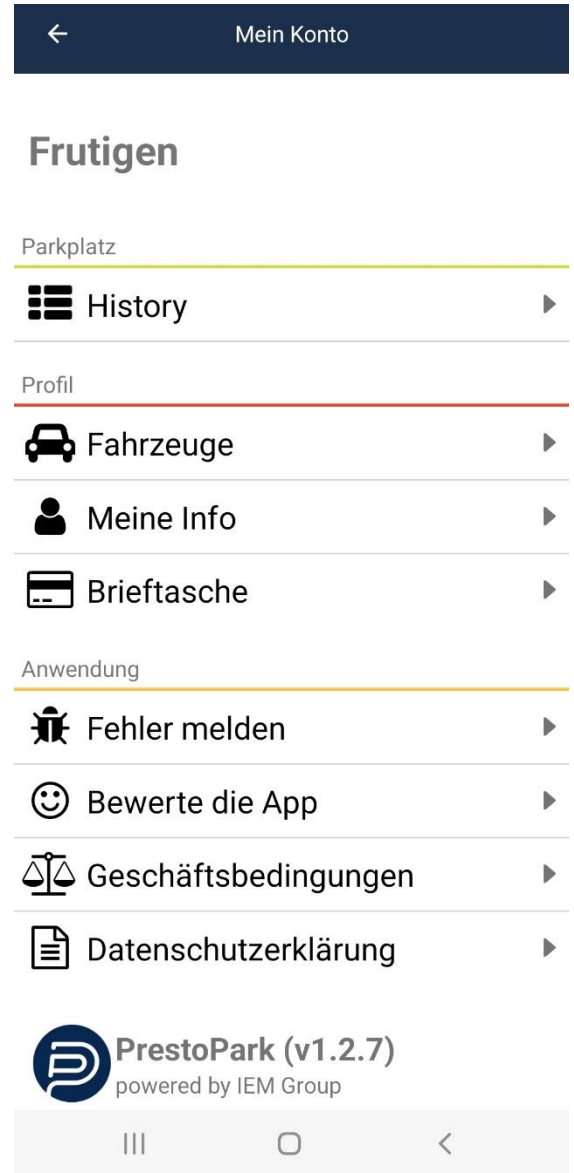 Mein Konto
Frutigen
Parkplatz
History
Profil
Fahrzeuge
Meine Info
Brieftasche
Anwendung
Fehler melden
Bewerte die App
Geschäftsbedingungen
Datenschutzerklärung
PrestoPark (v1.2.7)
powered by IEM Group